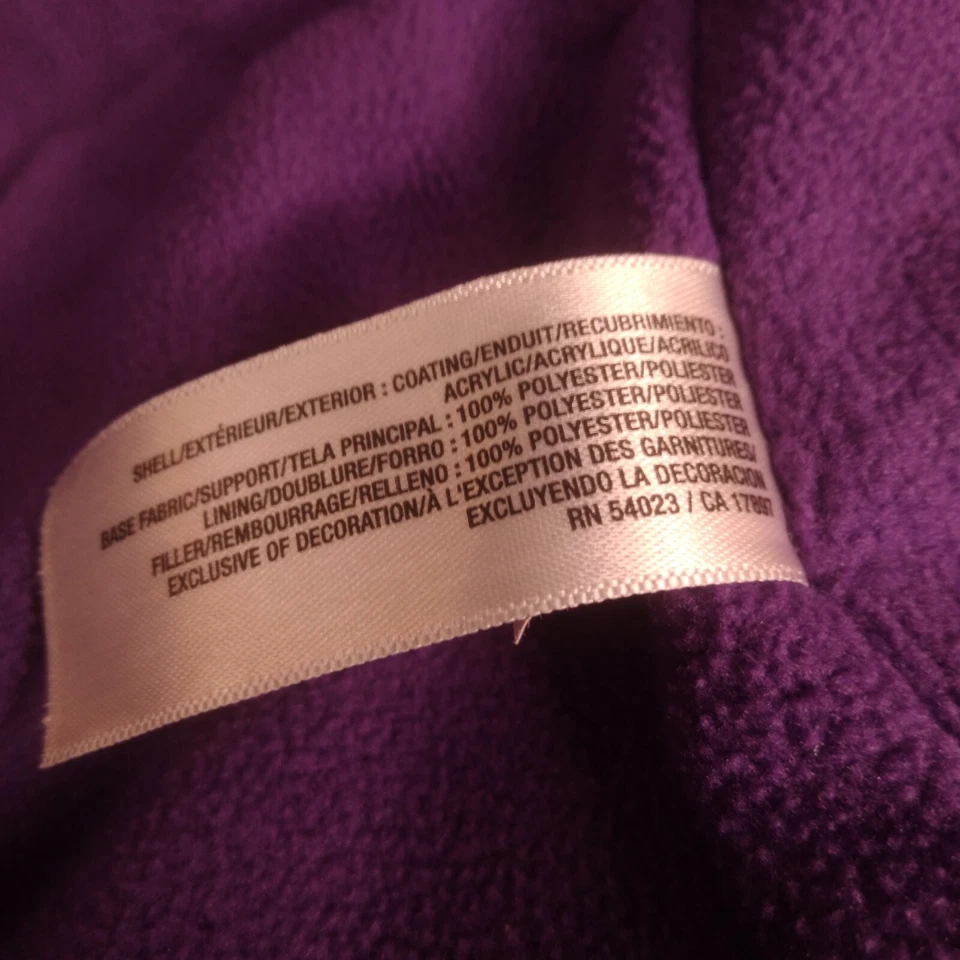 SHELL/EXTÉRIEUR/EXTERIOR : COATING/ENDUIT/RECUBRIMIENTO :
ACRYLIC/ACRYLIQUE/ACRILICO
BASE FABRIC/SUPPORT/TELA PRINCIPAL : 100% POLYESTER/POLIESTER
LINING/DOUBLURE/FORRO : 100% POLYESTER/POLIESTER
FILLER/REMBOURRAGE/RELLENO : 100% POLYESTER/POLIESTER
EXCLUSIVE OF DECORATION/À L'EXCEPTION DES GARNITURES/
EXCLUYENDO LA DECORACION
RN 54023 / CA 17897